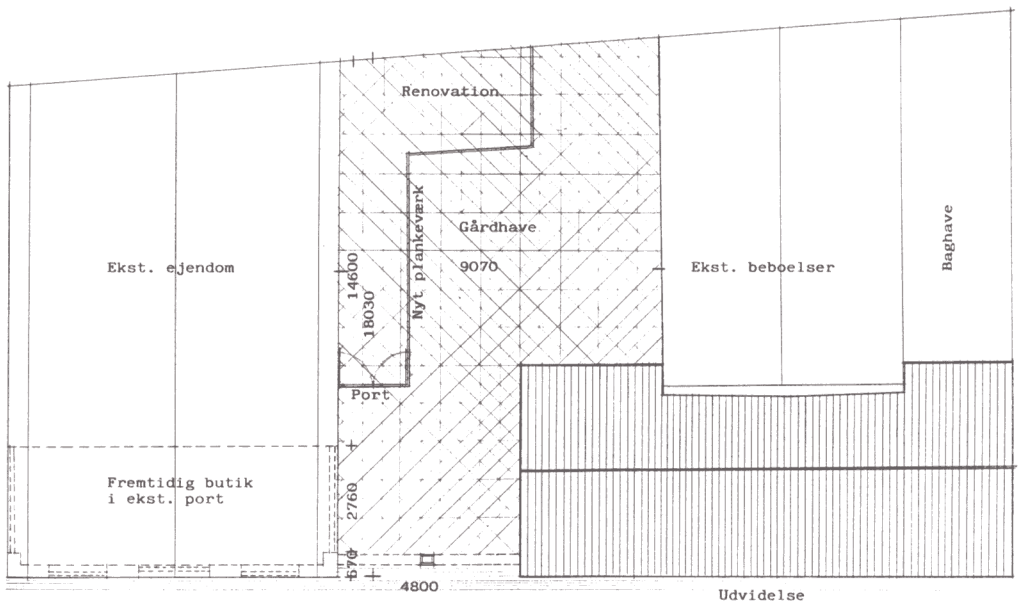 Renovation
Gårdhave
9070
Nyt plankeværk
14600
18030
Ekst. ejendom
Ekst. beboelser
Baghave
Port
Fremtidig butik
i ekst. port
2760
670
4800
Udvidelse